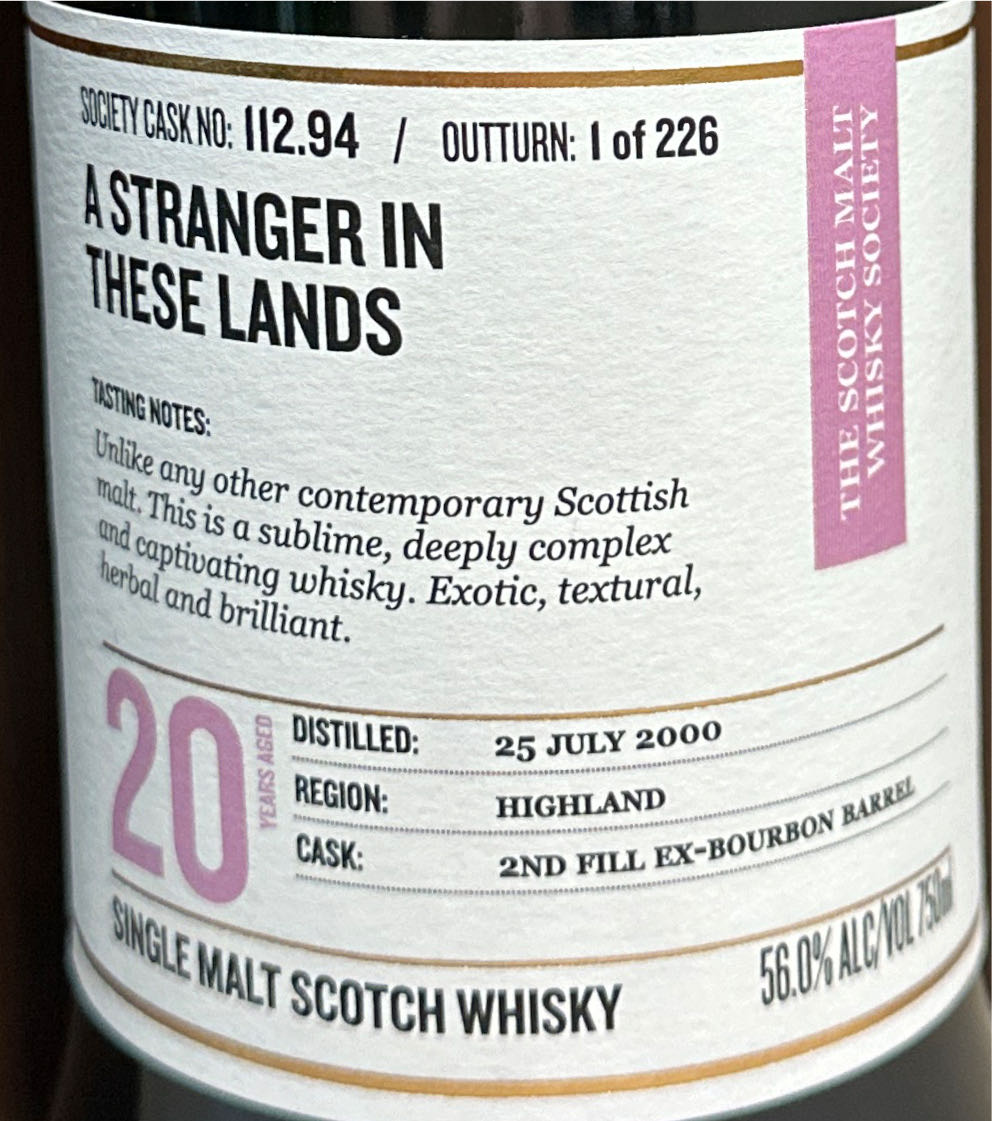 SOCIETY CASK NO: 112.94 / OUTTURN: 1 of 226
A STRANGER IN
THESE LANDS
THE SCOTCH MALT
WHISKY SOCIETY
TASTING NOTES:
Unlike any other contemporary Scottish
malt. This is a sublime, deeply complex
and captivating whisky. Exotic, textural,
herbal and brilliant.
20 YEARS AGED
DISTILLED: 25 JULY 2000
REGION: HIGHLAND
CASK: 2ND FILL EX-BOURBON BARREL
SINGLE MALT SCOTCH WHISKY 56.0% ALC/VOL 750ml